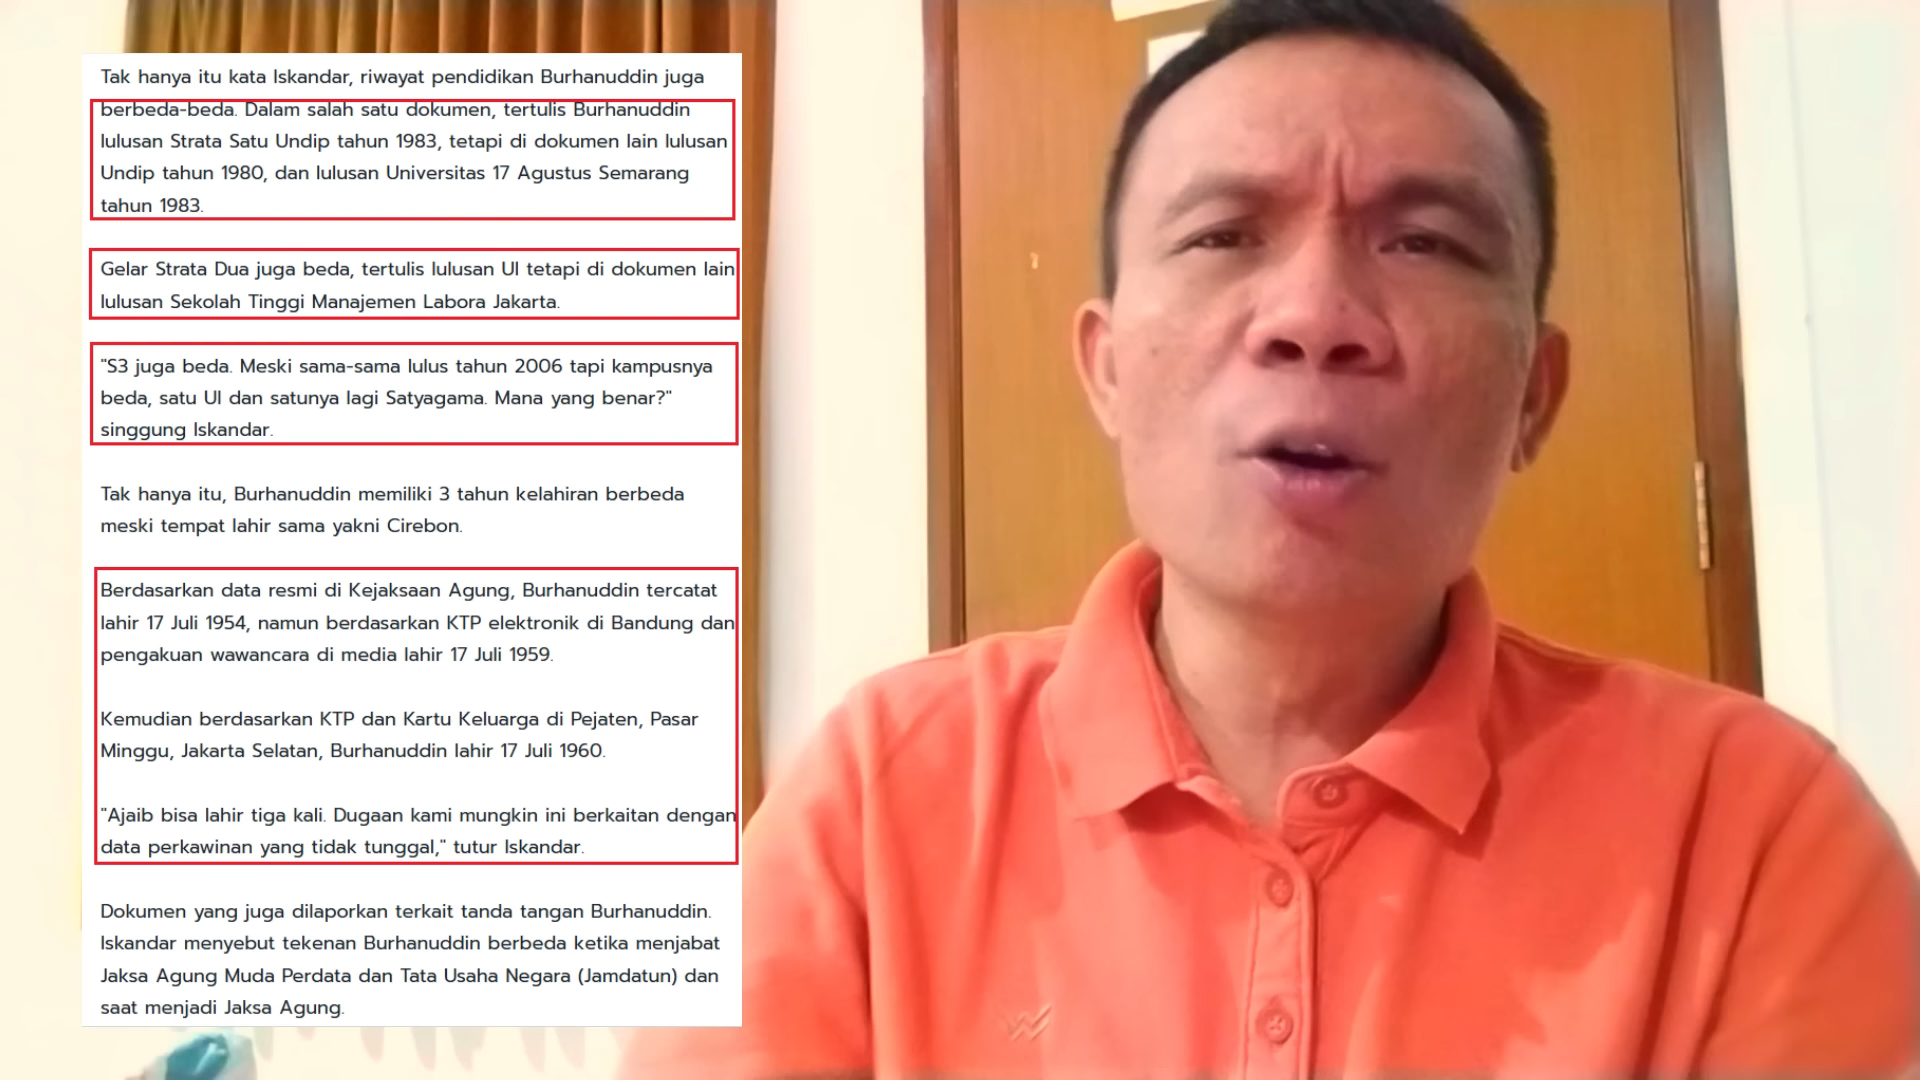 Tak hanya itu kata Iskandar, riwayat pendidikan Burhanuddin juga
berbeda-beda. Dalam salah satu dokumen, tertulis Burhanuddin
lulusan Strata Satu Undip tahun 1983, tetapi di dokumen lain lulusan
Undip tahun 1980, dan lulusan Universitas 17 Agustus Semarang
tahun 1983.
Gelar Strata Dua juga beda, tertulis lulusan UI tetapi di dokumen lain
lulusan Sekolah Tinggi Manajemen Labora Jakarta.
"S3 juga beda. Meski sama-sama lulus tahun 2006 tapi kampusnya
beda, satu UI dan satunya lagi Satyagama. Mana yang benar?"
singgung Iskandar.
Tak hanya itu, Burhanuddin memiliki 3 tahun kelahiran berbeda
meski tempat lahir sama yakni Cirebon.
Berdasarkan data resmi di Kejaksaan Agung, Burhanuddin tercatat
lahir 17 Juli 1954, namun berdasarkan KTP elektronik di Bandung dan
pengakuan wawancara di media lahir 17 Juli 1959.
Kemudian berdasarkan KTP dan Kartu Keluarga di Pejaten, Pasar
Minggu, Jakarta Selatan, Burhanuddin lahir 17 Juli 1960.
"Ajaib bisa lahir tiga kali. Dugaan kami mungkin ini berkaitan dengan
data perkawinan yang tidak tunggal," tutur Iskandar.
Dokumen yang juga dilaporkan terkait tanda tangan Burhanuddin.
Iskandar menyebut tekenan Burhanuddin berbeda ketika menjabat
Jaksa Agung Muda Perdata dan Tata Usaha Negara (Jamdatun) dan
saat menjadi Jaksa Agung.